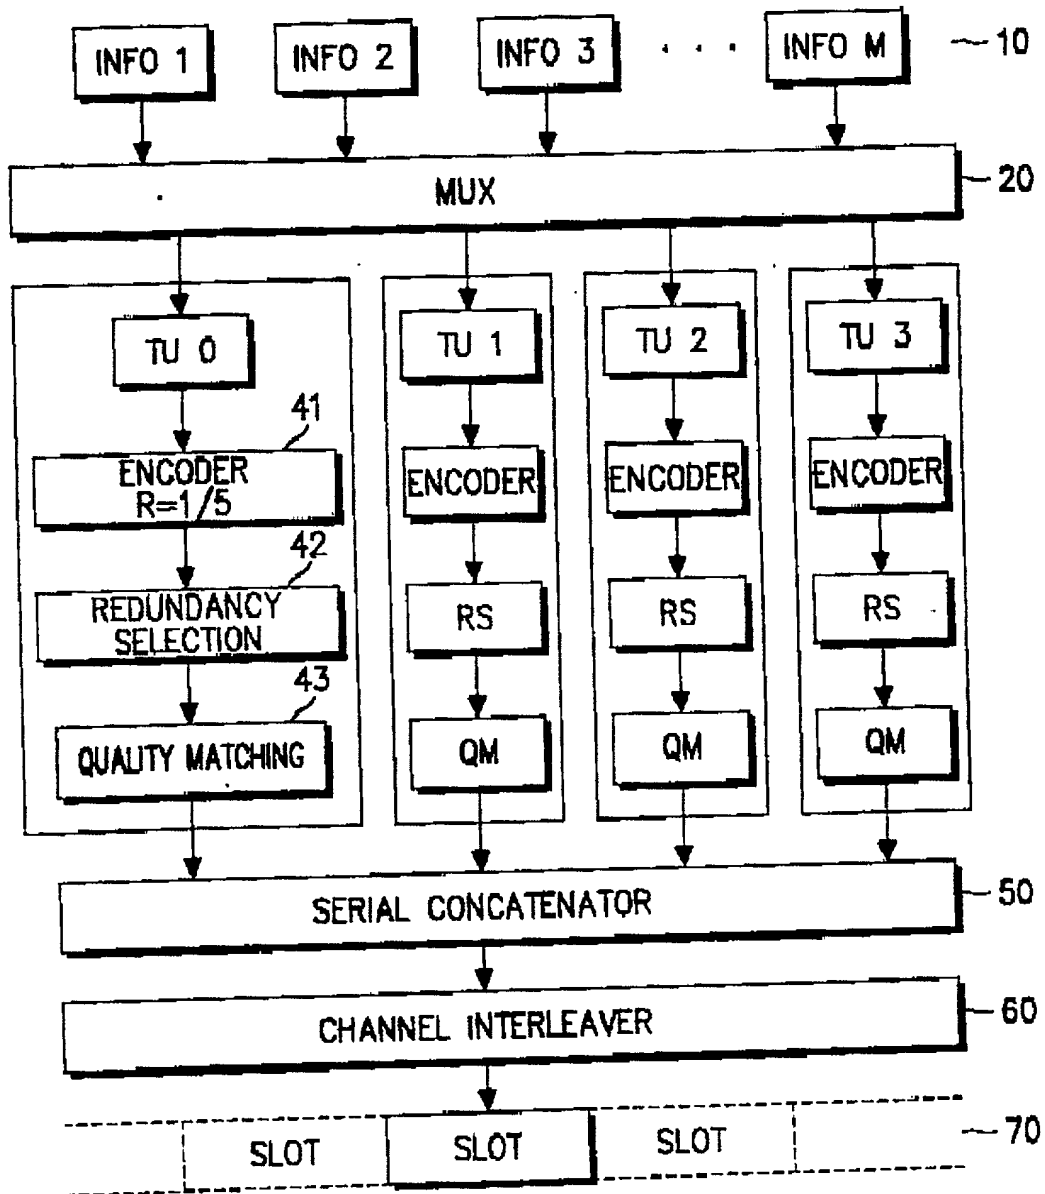 INFO 1 INFO 2 INFO 3 . . . INFO M 10
MUX 20
TU 0 TU 1 TU 2 TU 3
41
ENCODER
R=1/5
ENCODER ENCODER ENCODER
42
REDUNDANCY
SELECTION
RS RS RS
43
QUALITY MATCHING QM QM QM
SERIAL CONCATENATOR 50
CHANNEL INTERLEAVER 60
SLOT SLOT SLOT 70